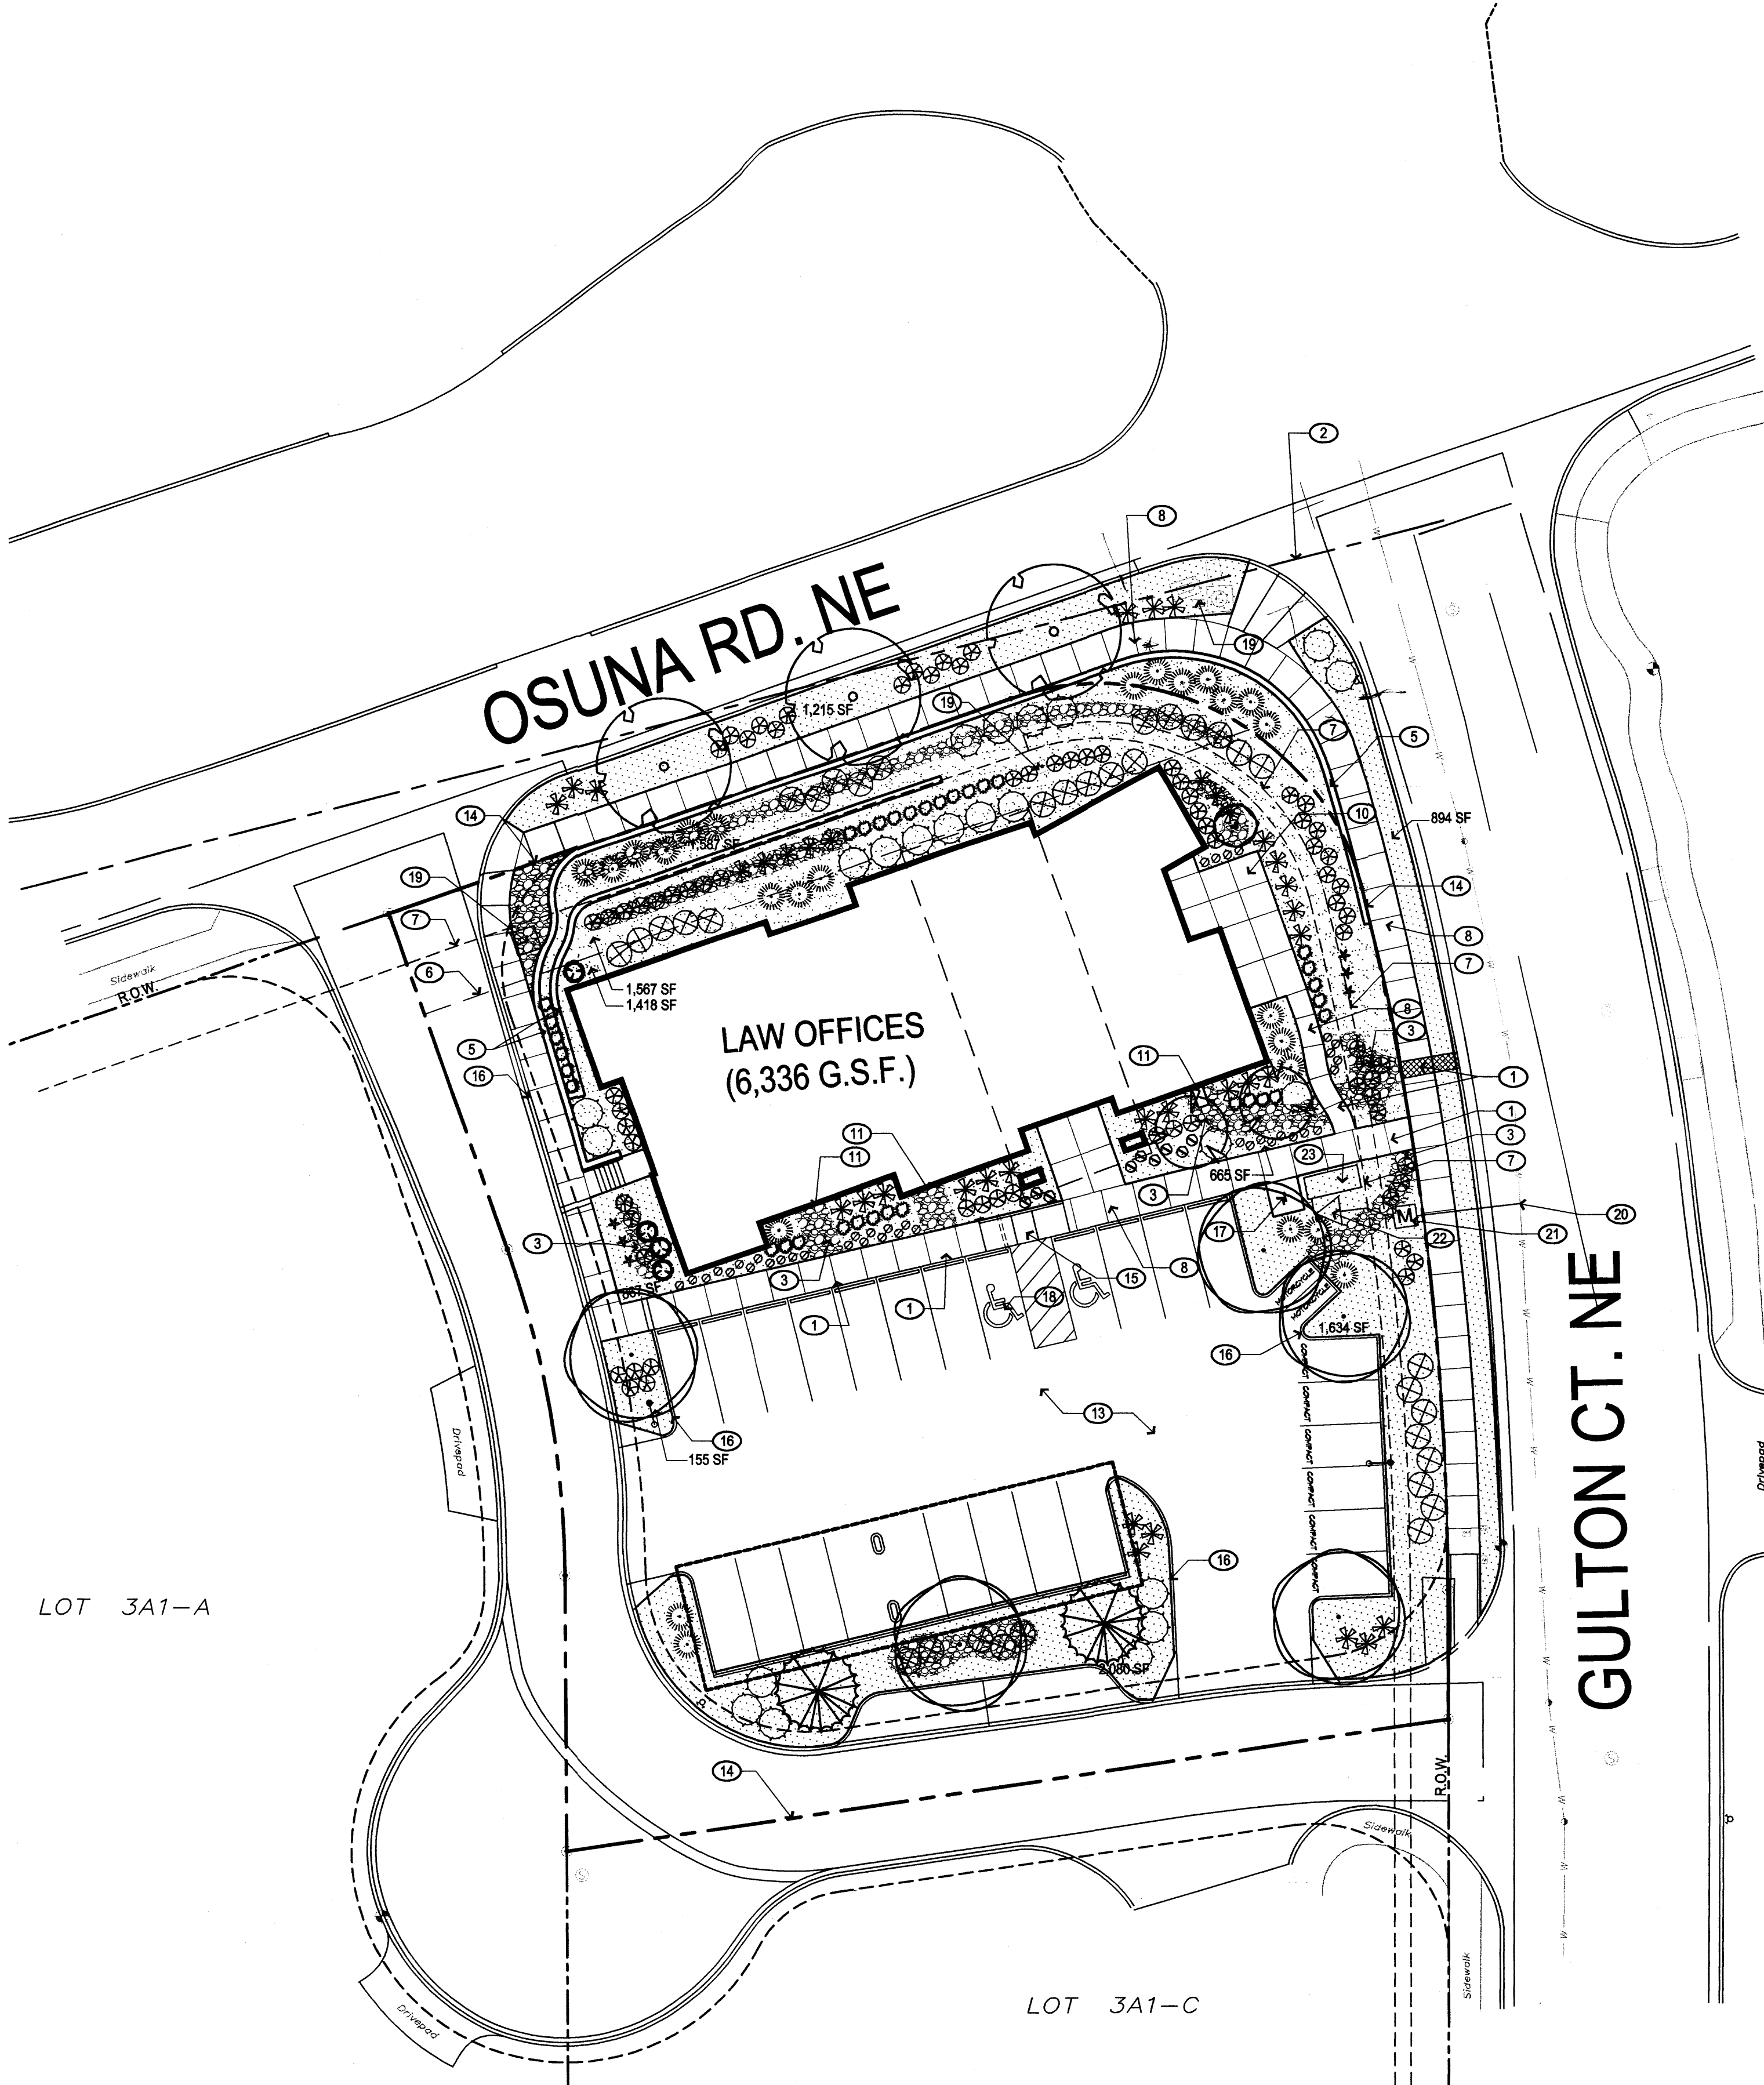 2
8
OSUNA RD. NE
19
1,215 SF
19
7
5
14
10
894 SF
587 SF
19
14
7
8
Sidewalk
R.O.W.
6
7
1,567 SF
1,418 SF
8
LAW OFFICES
(6,336 G.S.F.)
3
5
11
16
1
1
11
3
11
23
665 SF
7
3
20
M
17
21
22
3
3
8
15
MOTORCYCLE
MOTORCYCLE
18
1
1
1,634 SF
16
COMPACT
COMPACT
COMPACT
COMPACT
COMPACT
COMPACT
GULTON CT. NE
13
16
155 SF
Drivepad
Drivepad
16
LOT 3A1-A
2,080 SF
14
R.O.W.
Sidewalk
Sidewalk
LOT 3A1-C
Drivepad